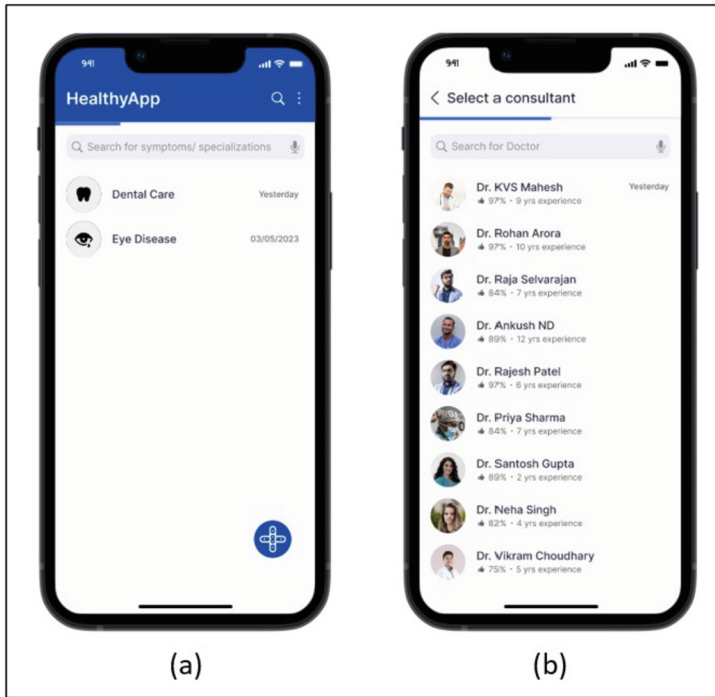 941
HealthyApp
Search for symptoms/ specializations
Dental Care
Yesterday
Eye Disease
03/05/2023
(a)
941
Select a consultant
Search for Doctor
Dr. KVS Mahesh
Yesterday
97% • 9 yrs experience
Dr. Rohan Arora
97% • 10 yrs experience
Dr. Raja Selvarajan
84% • 7 yrs experience
Dr. Ankush ND
89% • 12 yrs experience
Dr. Rajesh Patel
97% • 6 yrs experience
Dr. Priya Sharma
84% • 7 yrs experience
Dr. Santosh Gupta
89% • 2 yrs experience
Dr. Neha Singh
82% • 4 yrs experience
Dr. Vikram Choudhary
75% • 5 yrs experience
(b)